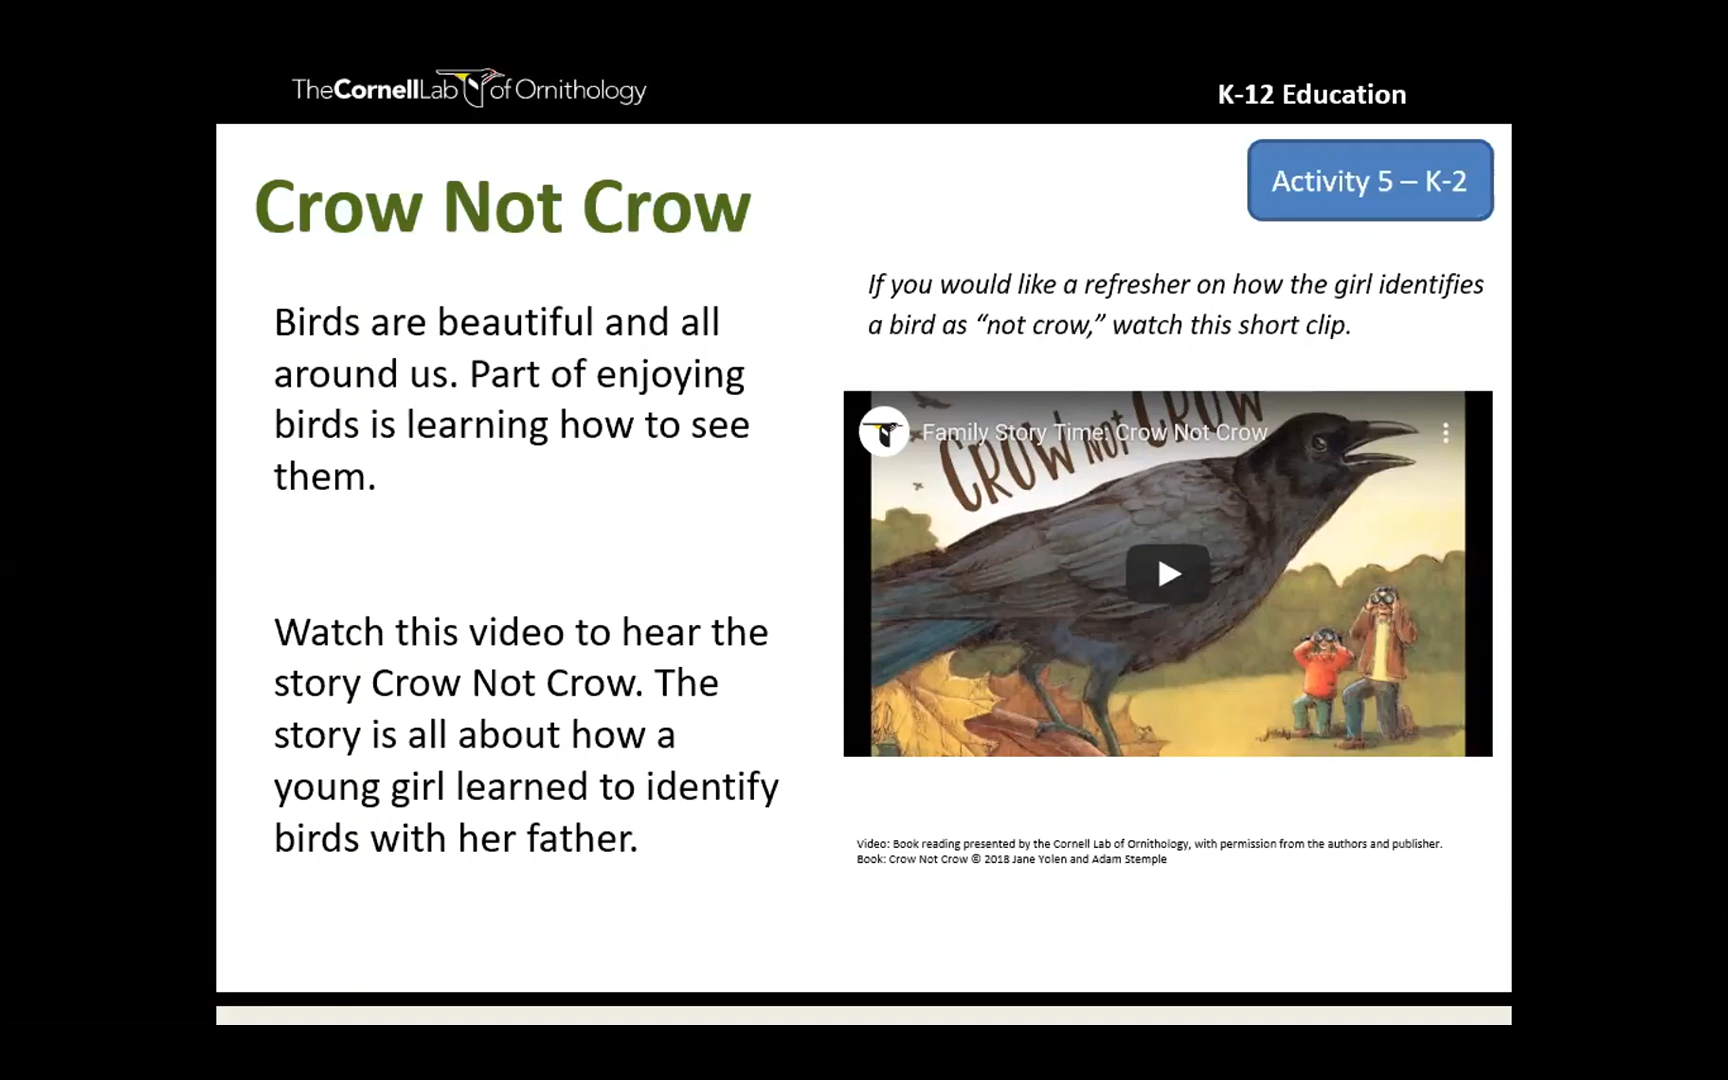 TheCornellLab of Ornithology
K-12 Education
Activity 5 – K-2
Crow Not Crow
Birds are beautiful and all
around us. Part of enjoying
birds is learning how to see
them.
Watch this video to hear the
story Crow Not Crow. The
story is all about how a
young girl learned to identify
birds with her father.
If you would like a refresher on how the girl identifies
a bird as “not crow,” watch this short clip.
Family Story Time: Crow Not Crow
CROW NOT CROW
Video: Book reading presented by the Cornell Lab of Ornithology, with permission from the authors and publisher.
Book: Crow Not Crow © 2018 Jane Yolen and Adam Stemple